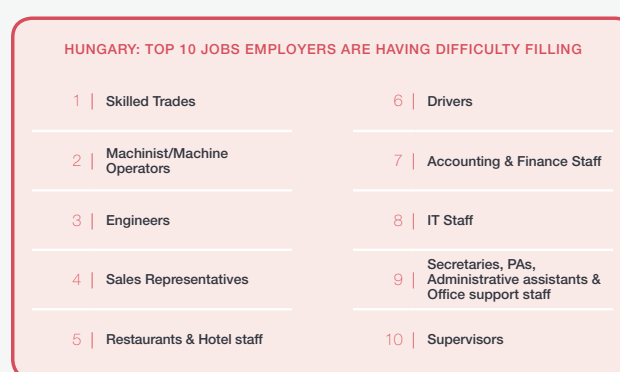 HUNGARY: TOP 10 JOBS EMPLOYERS ARE HAVING DIFFICULTY FILLING
1 | Skilled Trades
2 | Machinist/Machine
Operators
3 | Engineers
4 | Sales Representatives
5 | Restaurants & Hotel staff
6 | Drivers
7 | Accounting & Finance Staff
8 | IT Staff
9 | Secretaries, PAs,
Administrative assistants &
Office support staff
10 | Supervisors